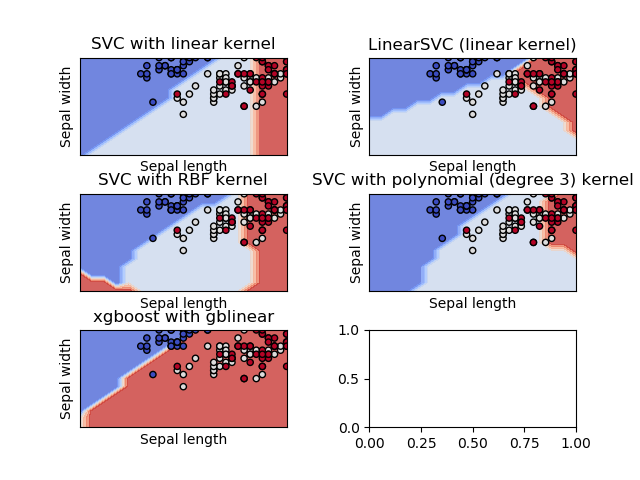 SVC with linear kernel
LinearSVC (linear kernel)
Sepal width
Sepal width
Sepal length
Sepal length
SVC with RBF kernel
SVC with polynomial (degree 3) kernel
Sepal width
Sepal width
Sepal length
Sepal length
xgboost with gblinear
Sepal width
Sepal length
1.0
0.5
0.0
0.00 0.25 0.50 0.75 1.00